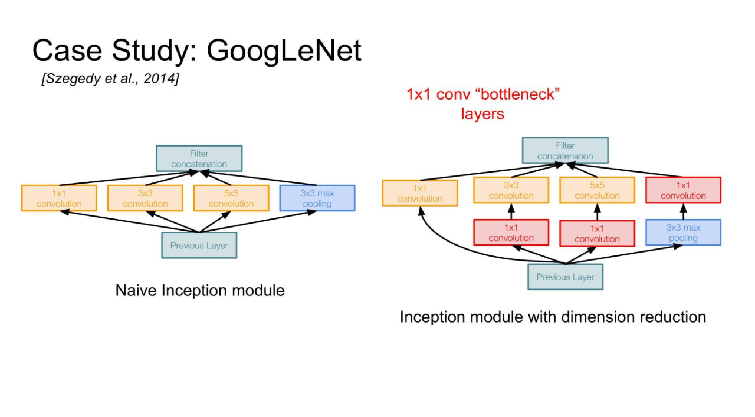 Case Study: GoogLeNet
[Szegedy et al., 2014]
1x1 conv “bottleneck”
layers
Filter
concatenation
1x1
convolution
3x3
convolution
5x5
convolution
3x3 max
pooling
Previous Layer
Naive Inception module
Filter
concatenation
1x1
convolution
3x3
convolution
5x5
convolution
1x1
convolution
1x1
convolution
1x1
convolution
3x3 max
pooling
Previous Layer
Inception module with dimension reduction